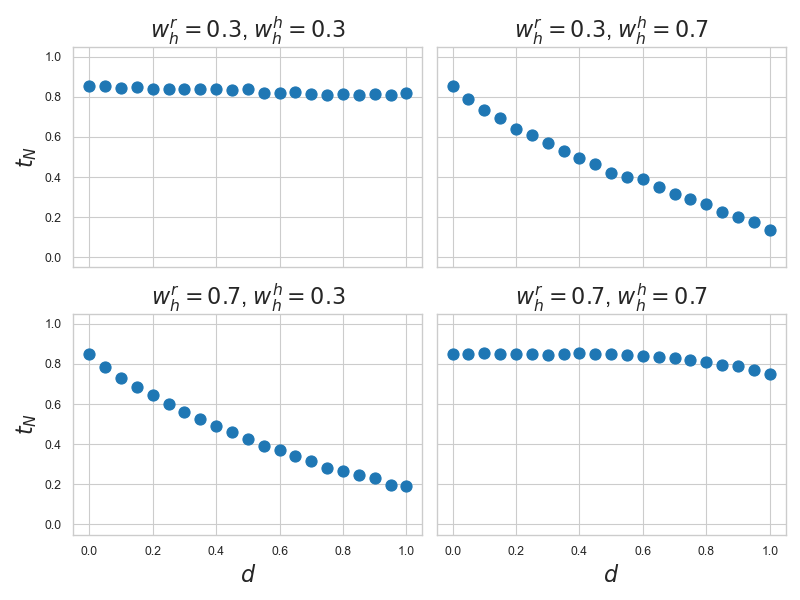 $w_h^r = 0.3, w_h^h = 0.3$
$w_h^r = 0.3, w_h^h = 0.7$
1.0
0.8
0.6
0.4
0.2
0.0
$t_N$
$w_h^r = 0.7, w_h^h = 0.3$
$w_h^r = 0.7, w_h^h = 0.7$
1.0
0.8
0.6
0.4
0.2
0.0
$t_N$
0.0 0.2 0.4 0.6 0.8 1.0
0.0 0.2 0.4 0.6 0.8 1.0
$d$
$d$